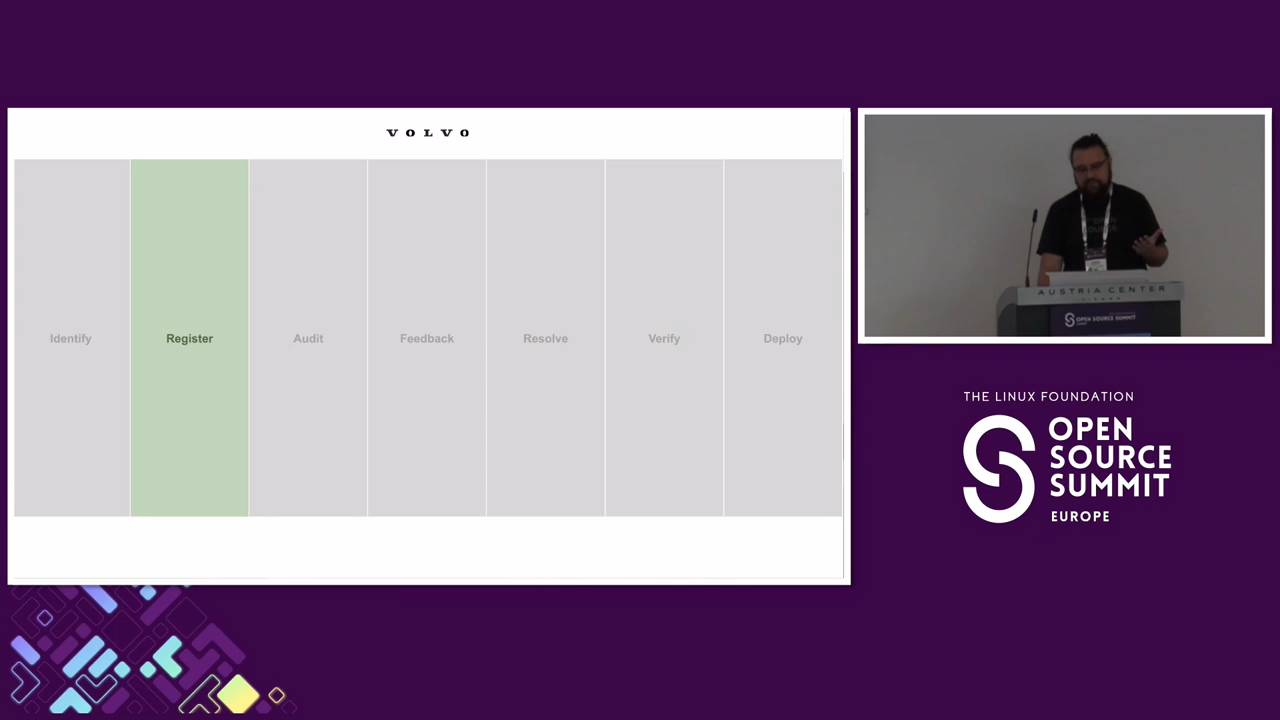 VOLVO
Identify
Register
Audit
Feedback
Resolve
Verify
Deploy
AUSTRIA CENTER
VIENNA
OPEN SOURCE SUMMIT
THE LINUX FOUNDATION
OPEN
SOURCE
SUMMIT
EUROPE